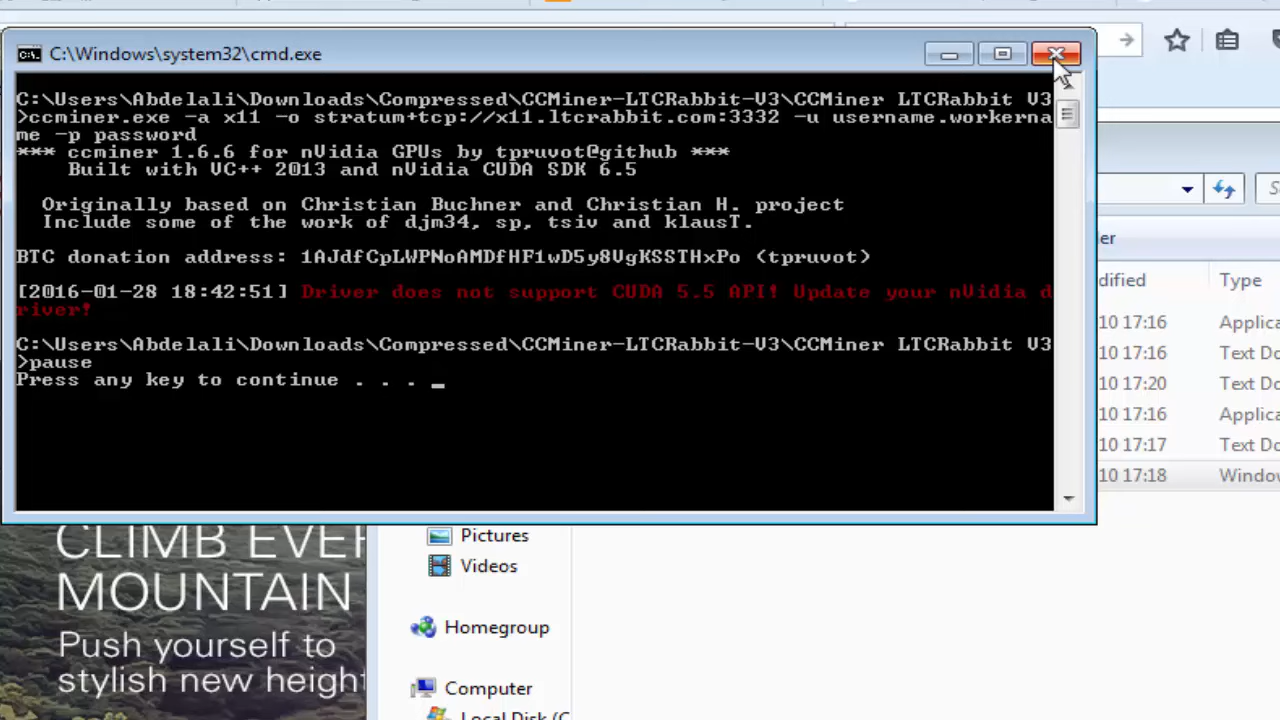 C:\Windows\system32\cmd.exe
C:\Users\Abdelali\Downloads\Compressed\CCMiner-LTCRabbit-V3\CCMiner LTCRabbit V3
>ccminer.exe -a x11 -o stratum+tcp://x11.ltcrabbit.com:3332 -u username.workerna
me -p password
*** ccminer 1.6.6 for nVidia GPUs by tpruvot@github ***
Built with VC++ 2013 and nVidia CUDA SDK 6.5
Originally based on Christian Buchner and Christian H. project
Include some of the work of djm34, sp, tsiv and klausT.
BTC donation address: 1AJdfCpLWPNoAMDfHF1wD5y8VgKSSTHxPo (tpruvot)
[2016-01-28 18:42:51] Driver does not support CUDA 5.5 API! Update your nVidia d
river!
C:\Users\Abdelali\Downloads\Compressed\CCMiner-LTCRabbit-V3\CCMiner LTCRabbit V3
>pause
Press any key to continue . . . _
er
dified Type
10 17:16 Applica
10 17:16 Text Do
10 17:20 Text Do
10 17:16 Applica
10 17:17 Text Do
10 17:18 Window
CLIMB EVER
MOUNTAIN
Push yourself to
stylish new height
Pictures
Videos
Homegroup
Computer
Local Disk (C